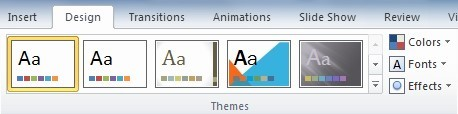 Insert Design Transitions Animations Slide Show Review
Aa Aa Aa Aa Aa
Colors
Fonts
Effects
Themes